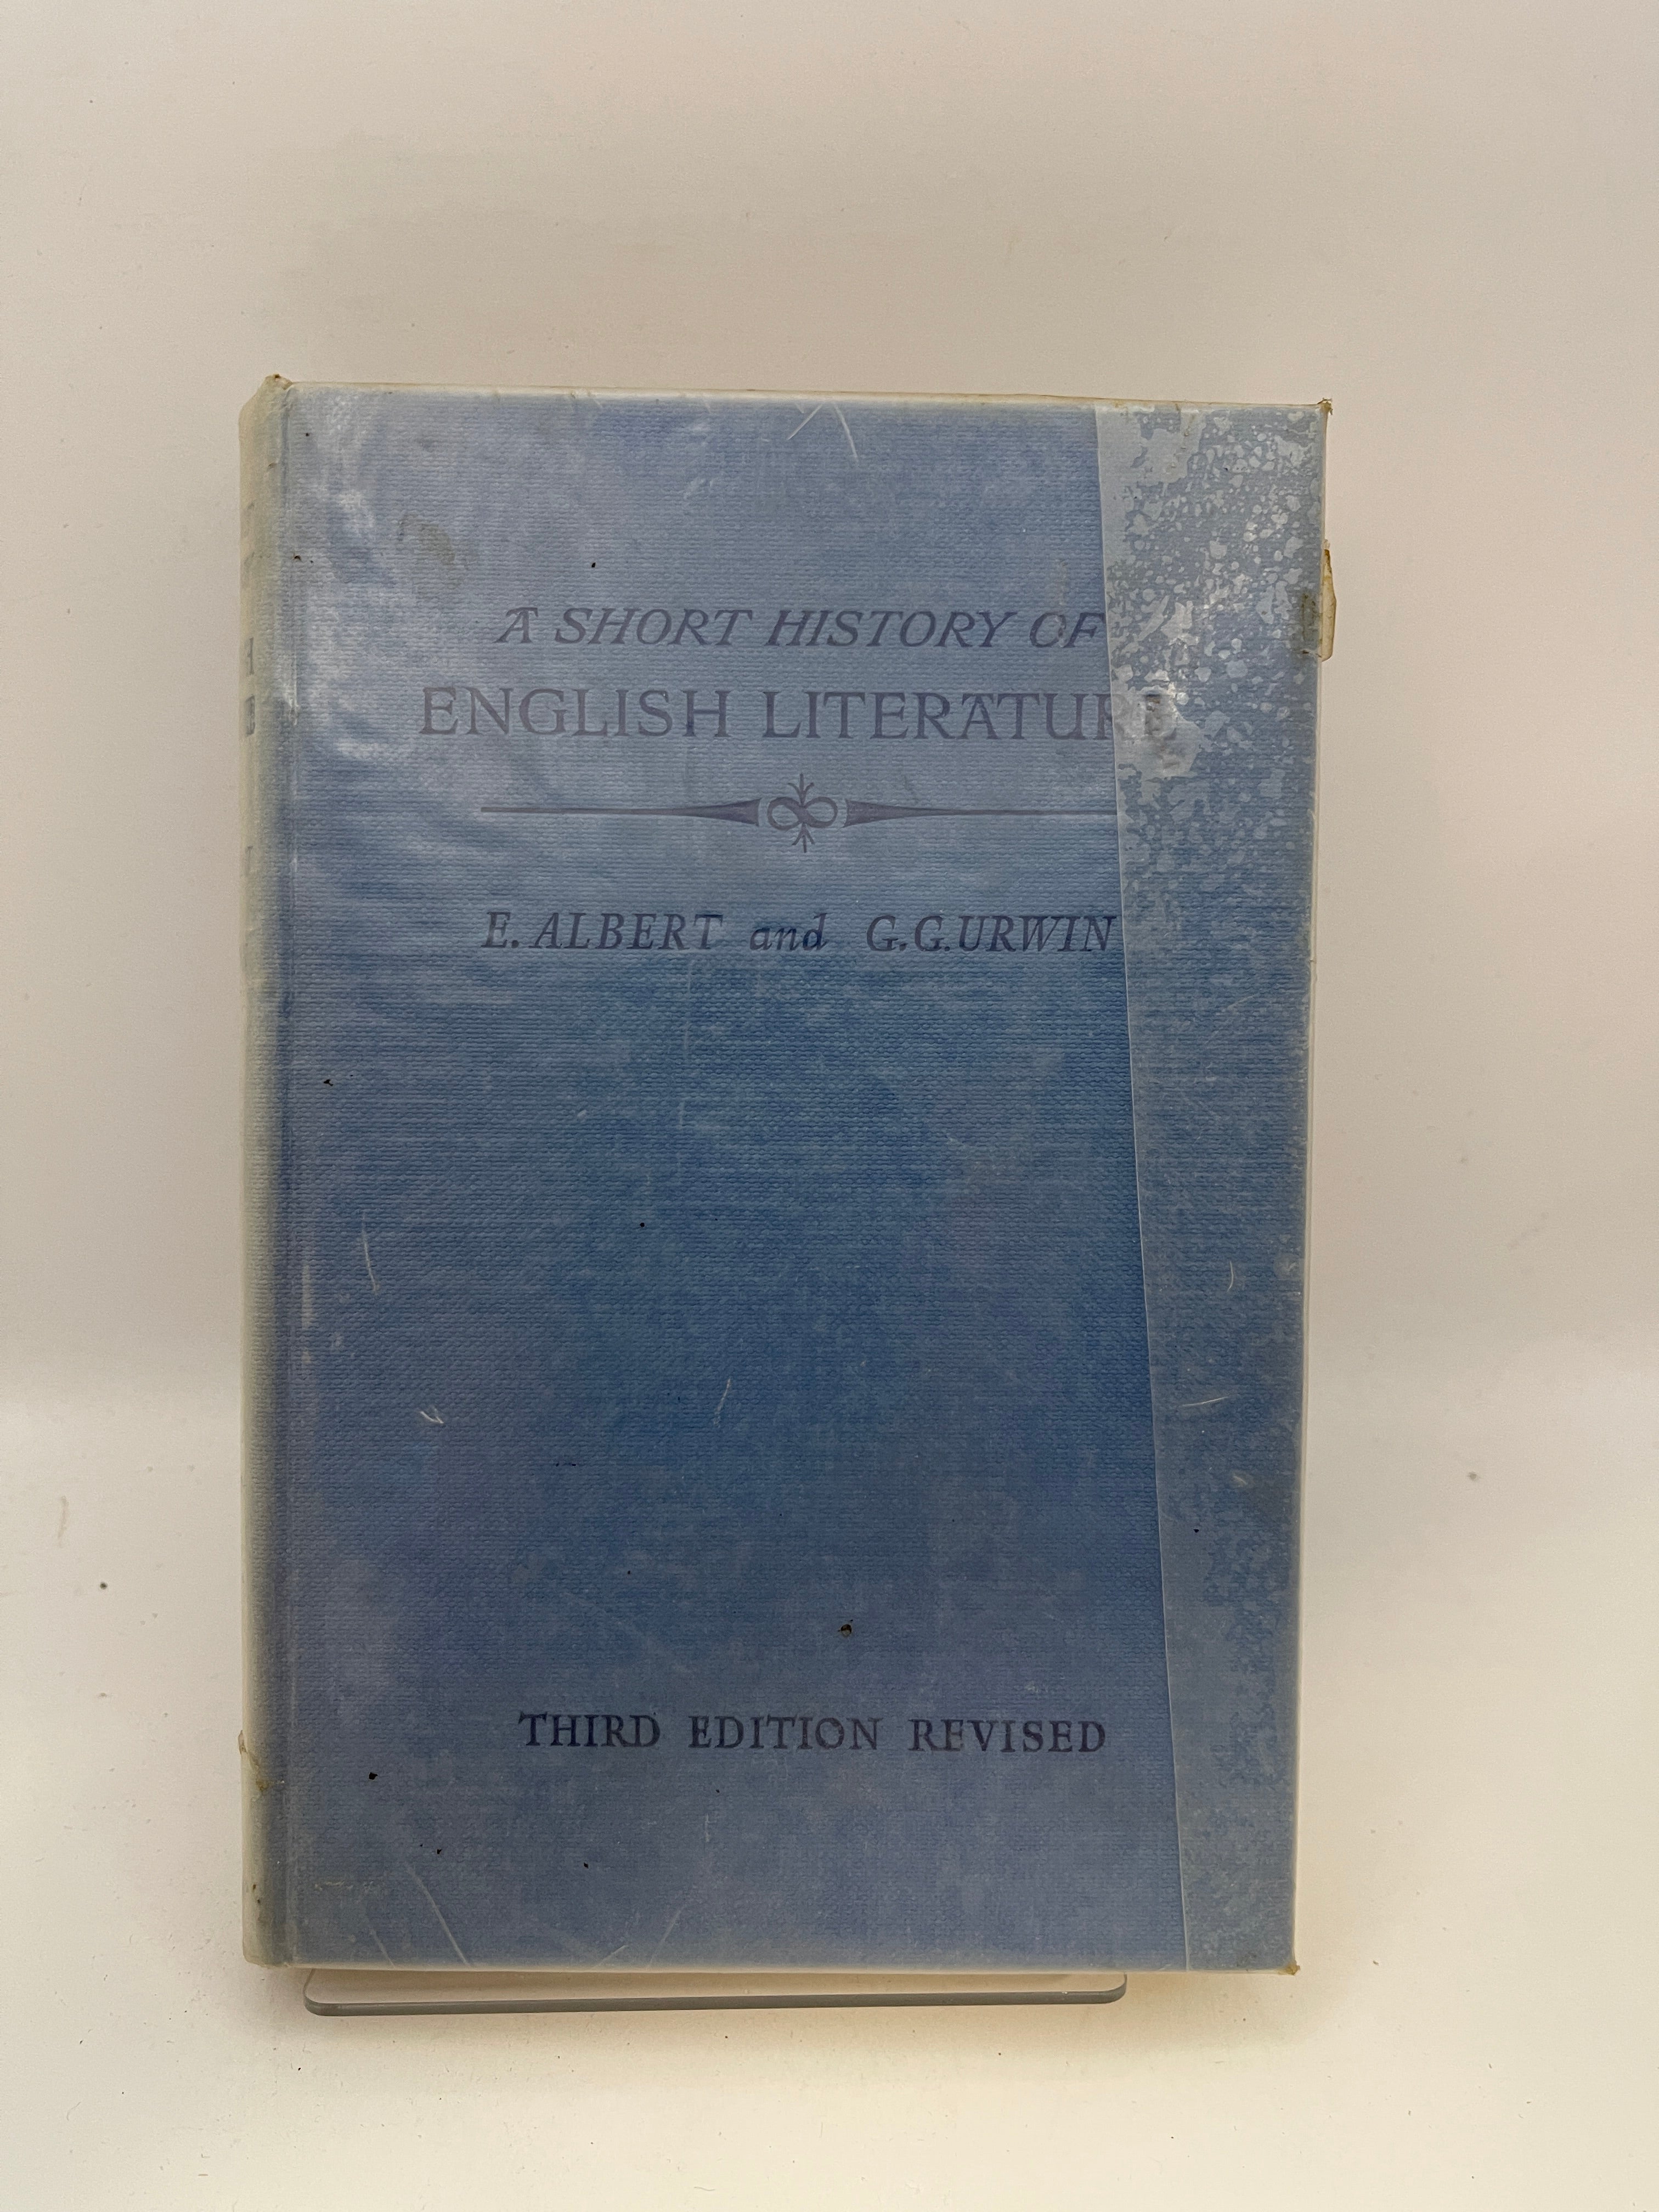 A SHORT HISTORY OF
ENGLISH LITERATURE
E. ALBERT and G.G. URWIN
THIRD EDITION REVISED